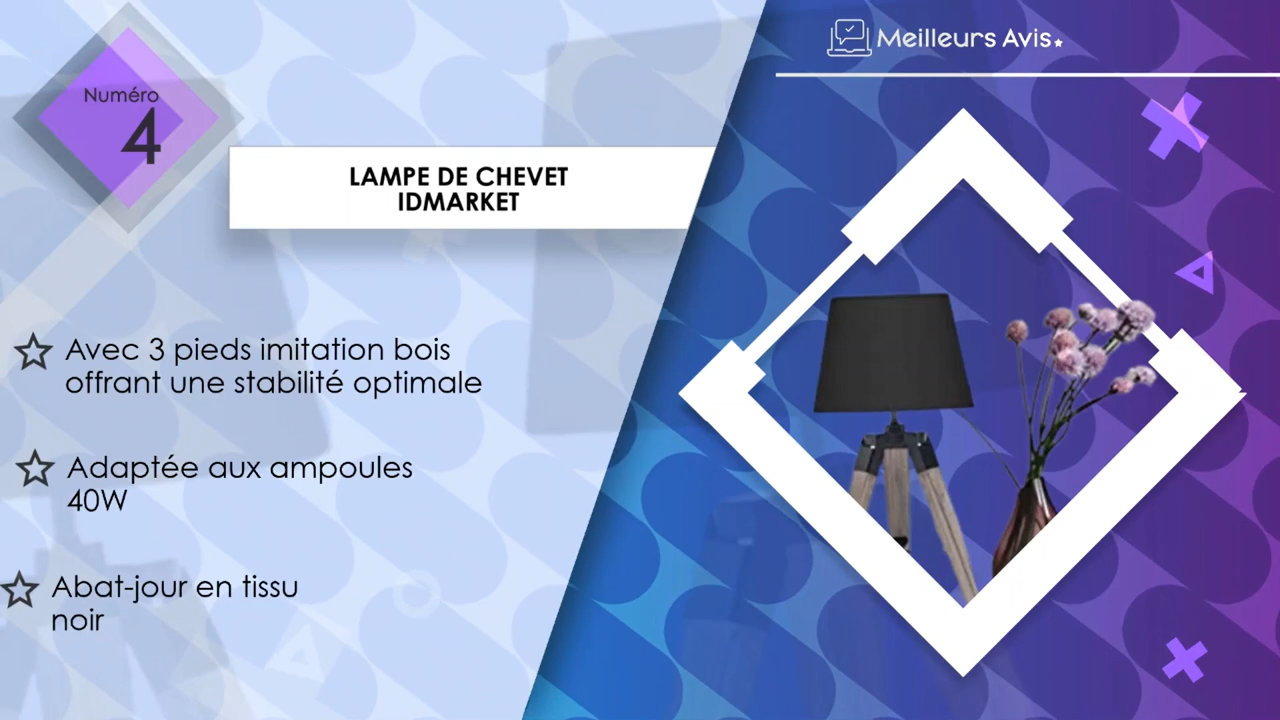 Meilleurs Avis
Numéro
4
LAMPE DE CHEVET
IDMARKET
Avec 3 pieds imitation bois
offrant une stabilité optimale
Adaptée aux ampoules
40W
Abat-jour en tissu
noir